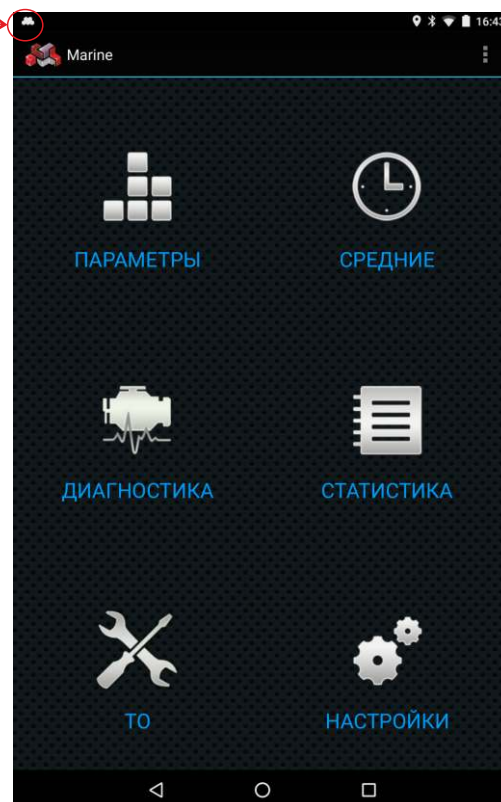 16:43
Marine
ПАРАМЕТРЫ
СРЕДНИЕ
ДИАГНОСТИКА
СТАТИСТИКА
ТО
НАСТРОЙКИ